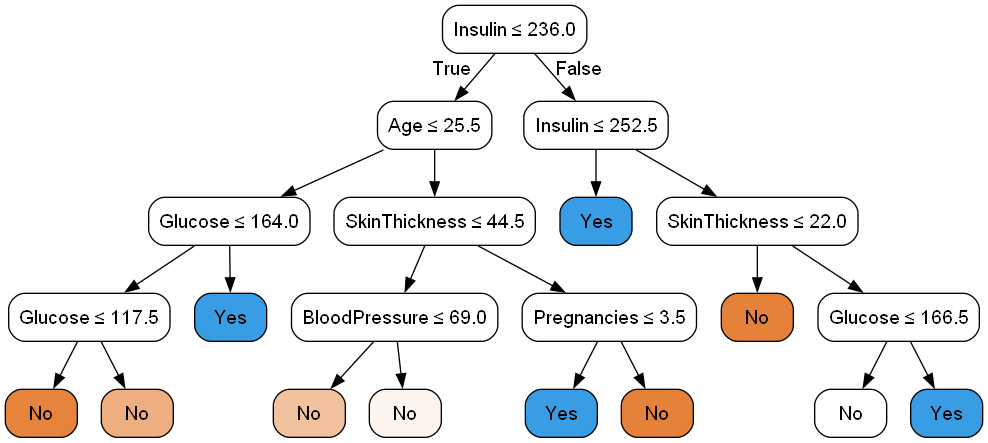 Insulin ≤ 236.0
True
False
Age ≤ 25.5
Insulin ≤ 252.5
Glucose ≤ 164.0
SkinThickness ≤ 44.5
Yes
SkinThickness ≤ 22.0
Glucose ≤ 117.5
Yes
BloodPressure ≤ 69.0
Pregnancies ≤ 3.5
No
Glucose ≤ 166.5
No
No
No
No
Yes
No
No
Yes